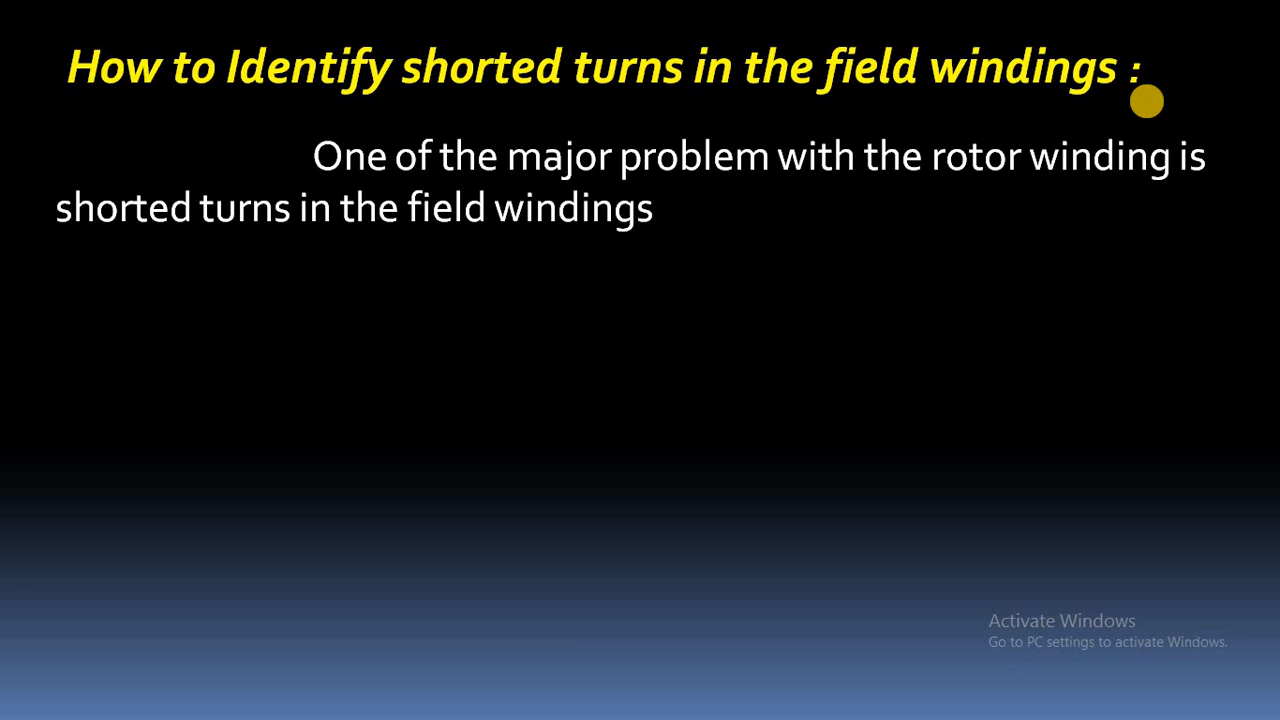 How to Identify shorted turns in the field windings :
One of the major problem with the rotor winding is
shorted turns in the field windings
Activate Windows
Go to PC settings to activate Windows.